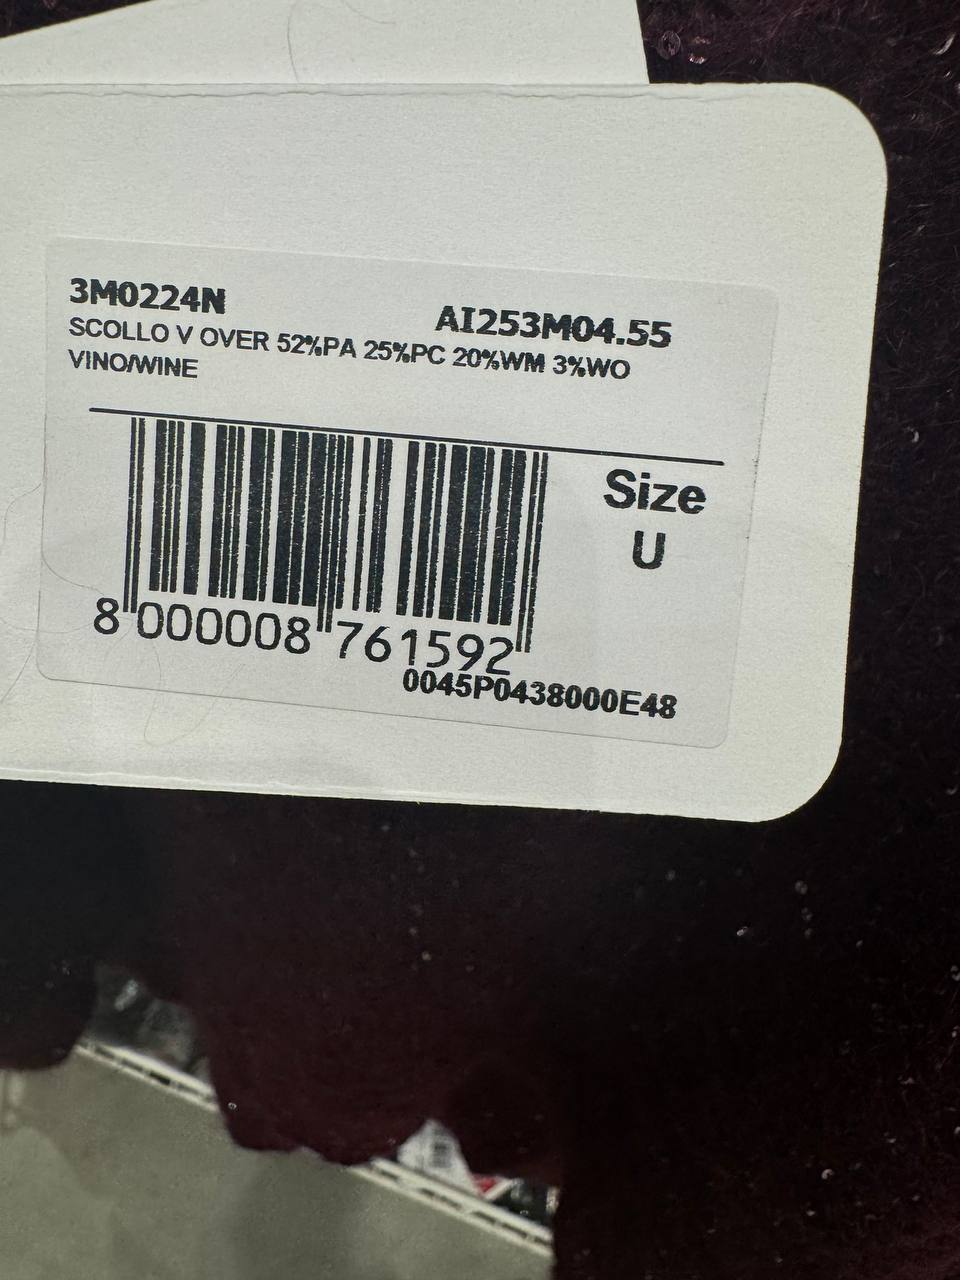 3M0224N AI253M04.55
SCOLLO V OVER 52%PA 25%PC 20%WM 3%WO
VINO/WINE
Size
U
8 000008 761592
0045P0438000E48